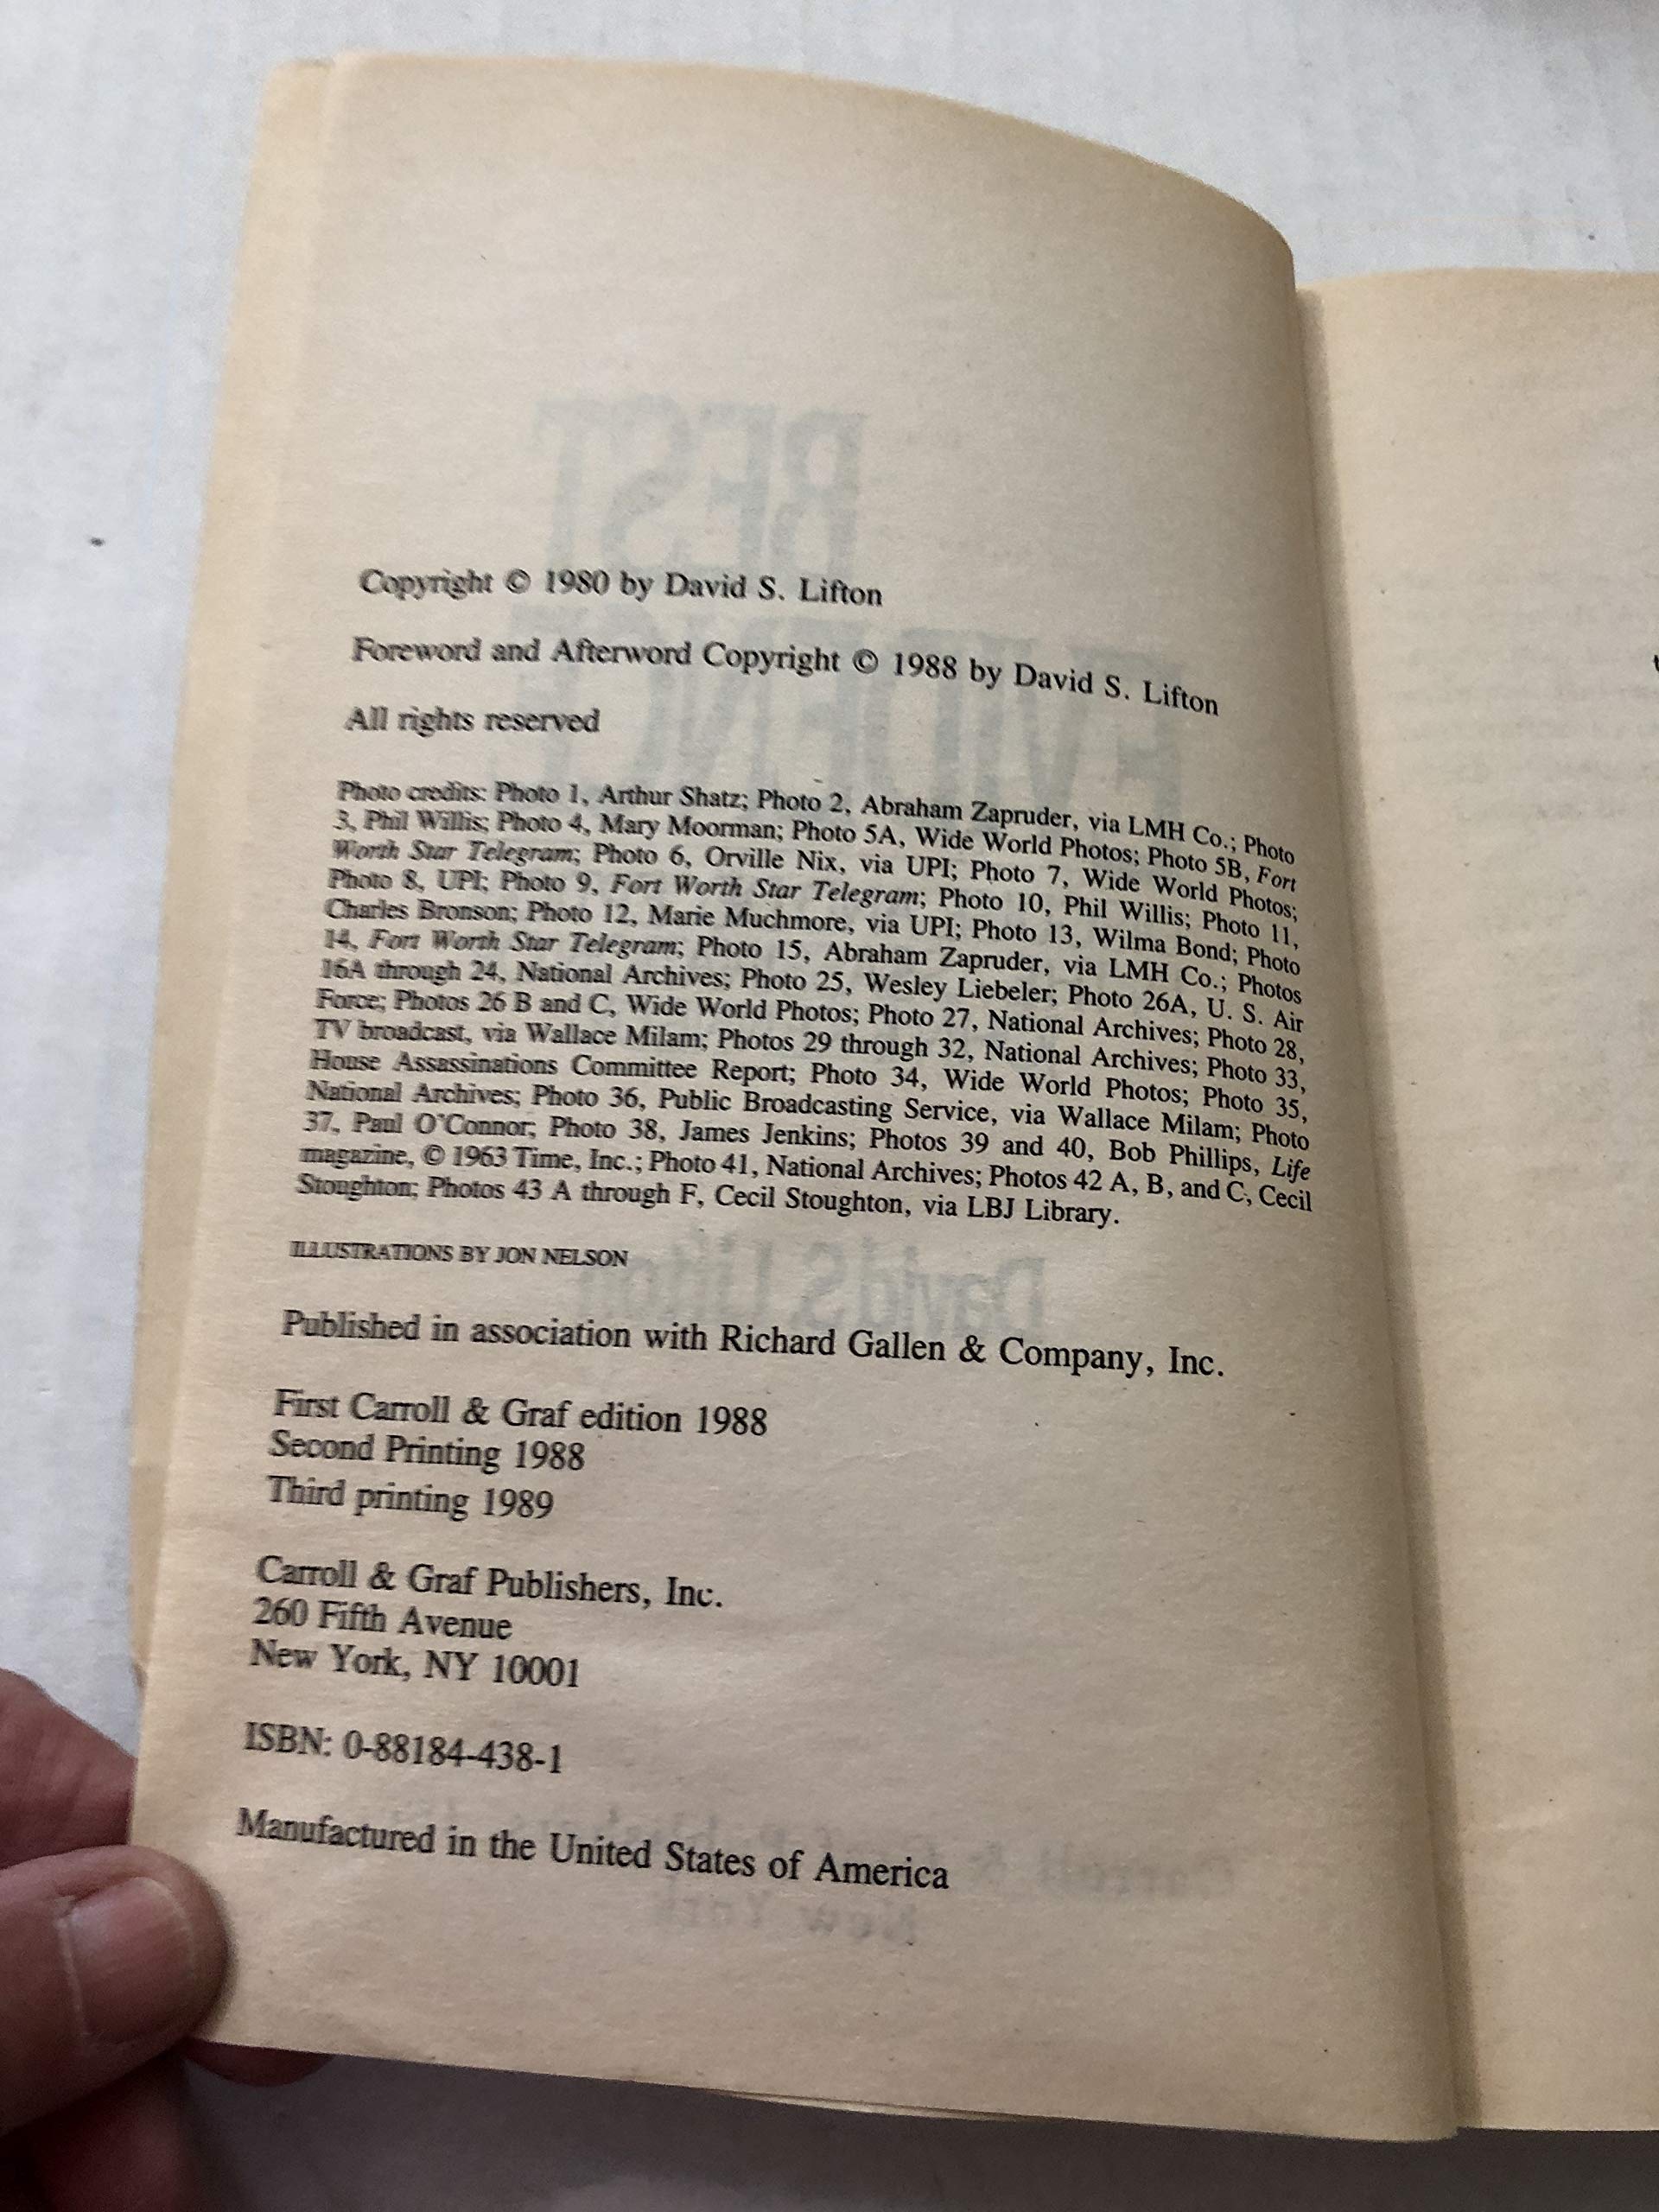 Copyright © 1980 by David S. Lifton
Foreword and Afterword Copyright © 1988 by David S. Lifton
All rights reserved
Photo credits: Photo 1, Arthur Shatz; Photo 2, Abraham Zapruder, via LMH Co.; Photo
3, Phil Willis; Photo 4, Mary Moorman; Photo 5A, Wide World Photos; Photo 5B, Fort
Worth Star Telegram; Photo 6, Orville Nix, via UPI; Photo 7, Wide World Photos;
Photo 8, UPI; Photo 9, Fort Worth Star Telegram; Photo 10, Phil Willis; Photo 11,
Charles Bronson; Photo 12, Marie Muchmore, via UPI; Photo 13, Wilma Bond; Photo
14, Fort Worth Star Telegram; Photo 15, Abraham Zapruder, via LMH Co.; Photos
16A through 24, National Archives; Photo 25, Wesley Liebeler; Photo 26A, U. S. Air
Force; Photos 26 B and C, Wide World Photos; Photo 27, National Archives; Photo 28,
TV broadcast, via Wallace Milam; Photos 29 through 32, National Archives; Photo 33,
House Assassinations Committee Report; Photo 34, Wide World Photos; Photo 35,
National Archives; Photo 36, Public Broadcasting Service, via Wallace Milam; Photo
37, Paul O'Connor; Photo 38, James Jenkins; Photos 39 and 40, Bob Phillips, Life
magazine, © 1963 Time, Inc.; Photo 41, National Archives; Photos 42 A, B, and C, Cecil
Stoughton; Photos 43 A through F, Cecil Stoughton, via LBJ Library.
ILLUSTRATIONS BY JON NELSON
Published in association with Richard Gallen & Company, Inc.
First Carroll & Graf edition 1988
Second Printing 1988
Third printing 1989
Carroll & Graf Publishers, Inc.
260 Fifth Avenue
New York, NY 10001
ISBN: 0-88184-438-1
Manufactured in the United States of America